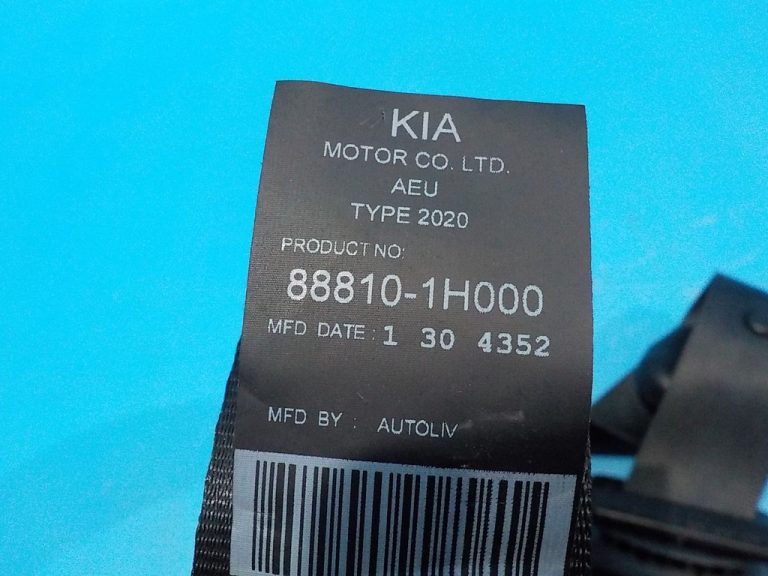 KIA
MOTOR CO. LTD.
AEU
TYPE 2020
PRODUCT NO:
88810-1H000
MFD DATE : 1 30 4352
MFD BY : AUTOLIV